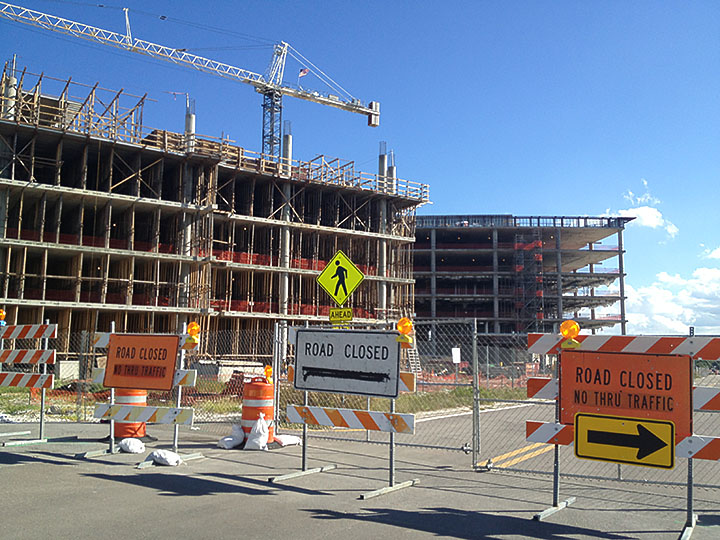 AHEAD
ROAD CLOSED
NO THRU TRAFFIC
ROAD CLOSED
ROAD CLOSED
NO THRU TRAFFIC